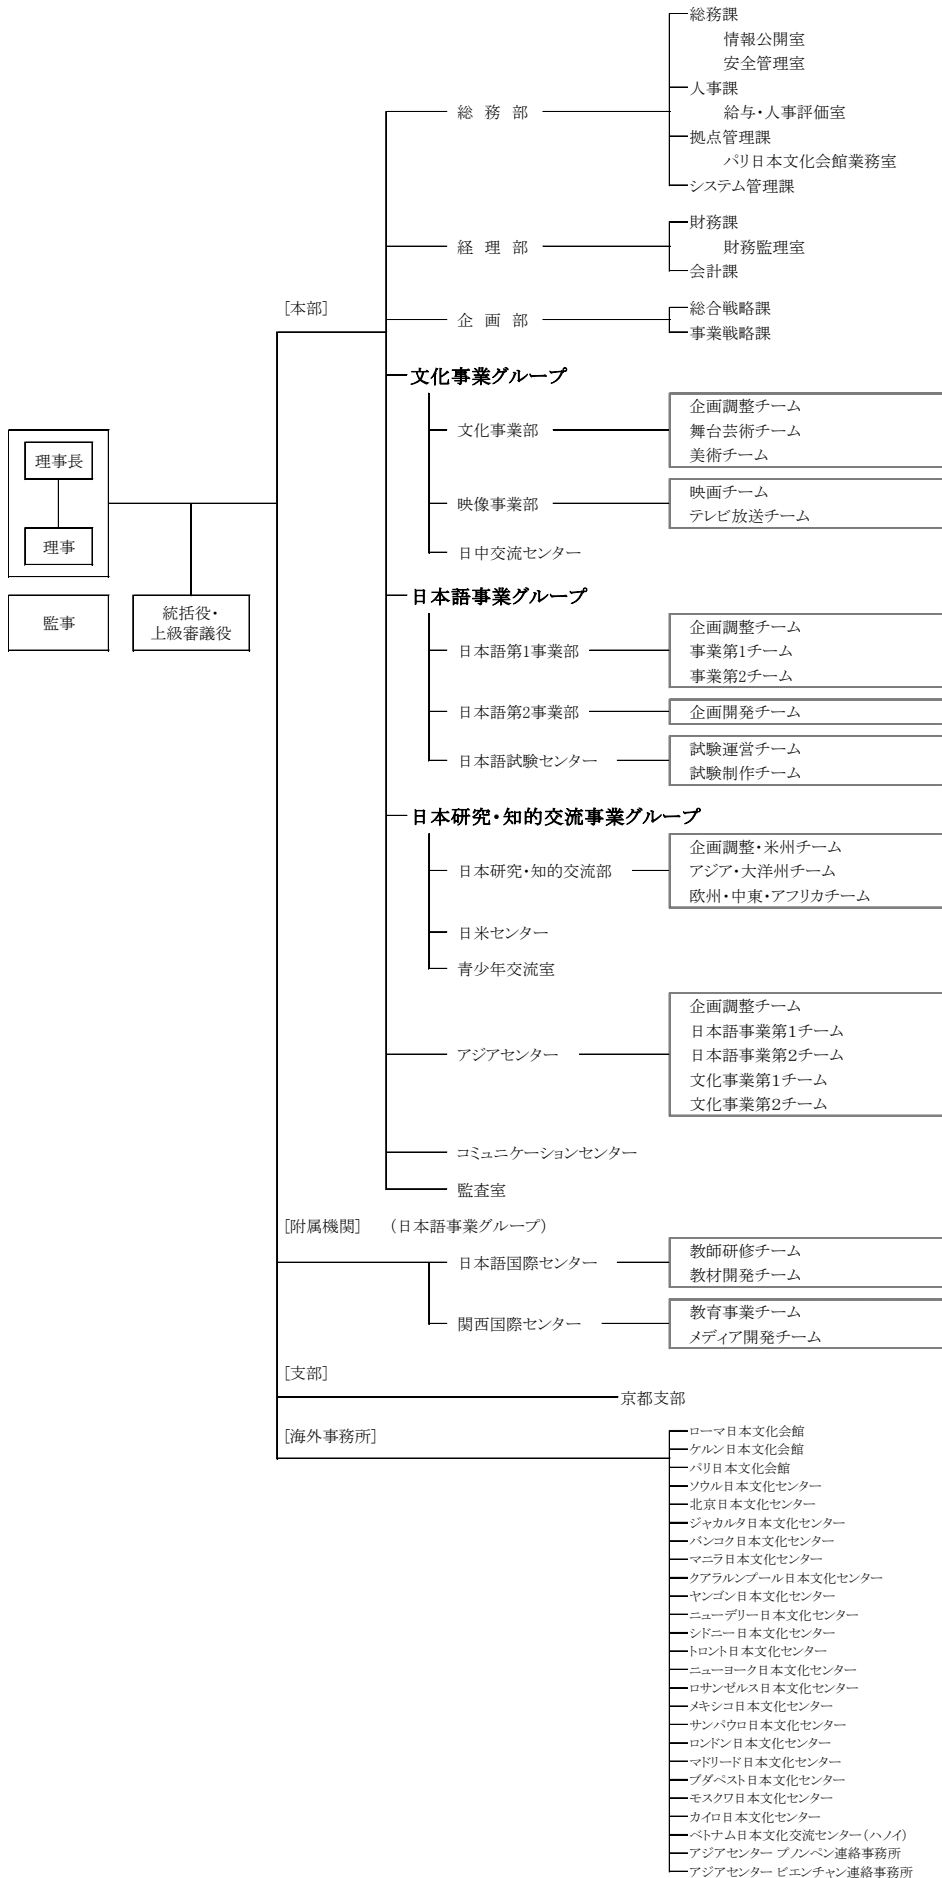 総務課
情報公開室
安全管理室
人事課
総務部
給与・人事評価室
拠点管理課
パリ日本文化会館業務室
システム管理課
財務課
経理部
財務監理室
会計課
[本部]
総合戦略課
企画部
事業戦略課
文化事業グループ
企画調整チーム
文化事業部
舞台芸術チーム
美術チーム
理事長
映画チーム
映像事業部
テレビ放送チーム
理事
日中交流センター
日本語事業グループ
監事
統括役・
上級審議役
企画調整チーム
日本語第1事業部
事業第1チーム
事業第2チーム
日本語第2事業部
企画開発チーム
試験運営チーム
日本語試験センター
試験制作チーム
日本研究・知的交流事業グループ
企画調整・米州チーム
日本研究・知的交流部
アジア・大洋州チーム
欧州・中東・アフリカチーム
日米センター
青少年交流室
企画調整チーム
日本語事業第1チーム
アジアセンター
日本語事業第2チーム
文化事業第1チーム
文化事業第2チーム
コミュニケーションセンター
監査室
[附属機関] (日本語事業グループ)
教師研修チーム
日本語国際センター
教材開発チーム
教育事業チーム
関西国際センター
メディア開発チーム
[支部]
京都支部
[海外事務所]
ローマ日本文化会館
ケルン日本文化会館
パリ日本文化会館
ソウル日本文化センター
北京日本文化センター
ジャカルタ日本文化センター
バンコク日本文化センター
マニラ日本文化センター
クアラルンプール日本文化センター
ヤンゴン日本文化センター
ニューデリー日本文化センター
シドニー日本文化センター
トロント日本文化センター
ニューヨーク日本文化センター
ロサンゼルス日本文化センター
メキシコ日本文化センター
サンパウロ日本文化センター
ロンドン日本文化センター
マドリード日本文化センター
ブダペスト日本文化センター
モスクワ日本文化センター
カイロ日本文化センター
ベトナム日本文化交流センター(ハノイ)
アジアセンター プノンペン連絡事務所
アジアセンター ビエンチャン連絡事務所